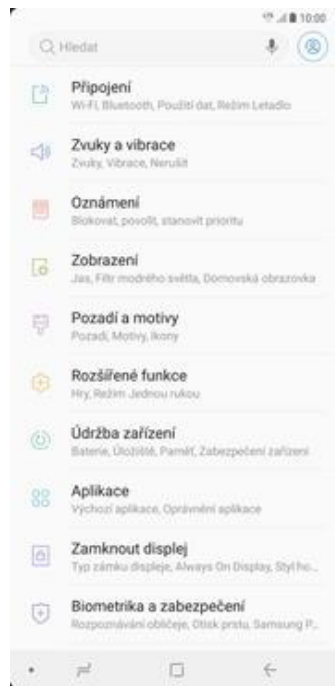 10:00
Hledat
Připojení
Wi-Fi, Bluetooth, Použití dat, Režim Letadlo
Zvuky a vibrace
Zvuky, Vibrace, Nerušit
Oznámení
Blokovat, povolit, stanovit prioritu
Zobrazení
Jas, Filtr modrého světla, Domovská obrazovka
Pozadí a motivy
Pozadí, Motivy, Ikony
Rozšířené funkce
Hry, Režim Jednou rukou
Údržba zařízení
Baterie, Úložiště, Paměť, Zabezpečení zařízení
Aplikace
Výchozí aplikace, Oprávnění aplikace
Zamknout displej
Typ zámku displeje, Always On Display, Styl ho...
Biometrika a zabezpečení
Rozpoznávání obličeje, Otisk prstu, Samsung P...